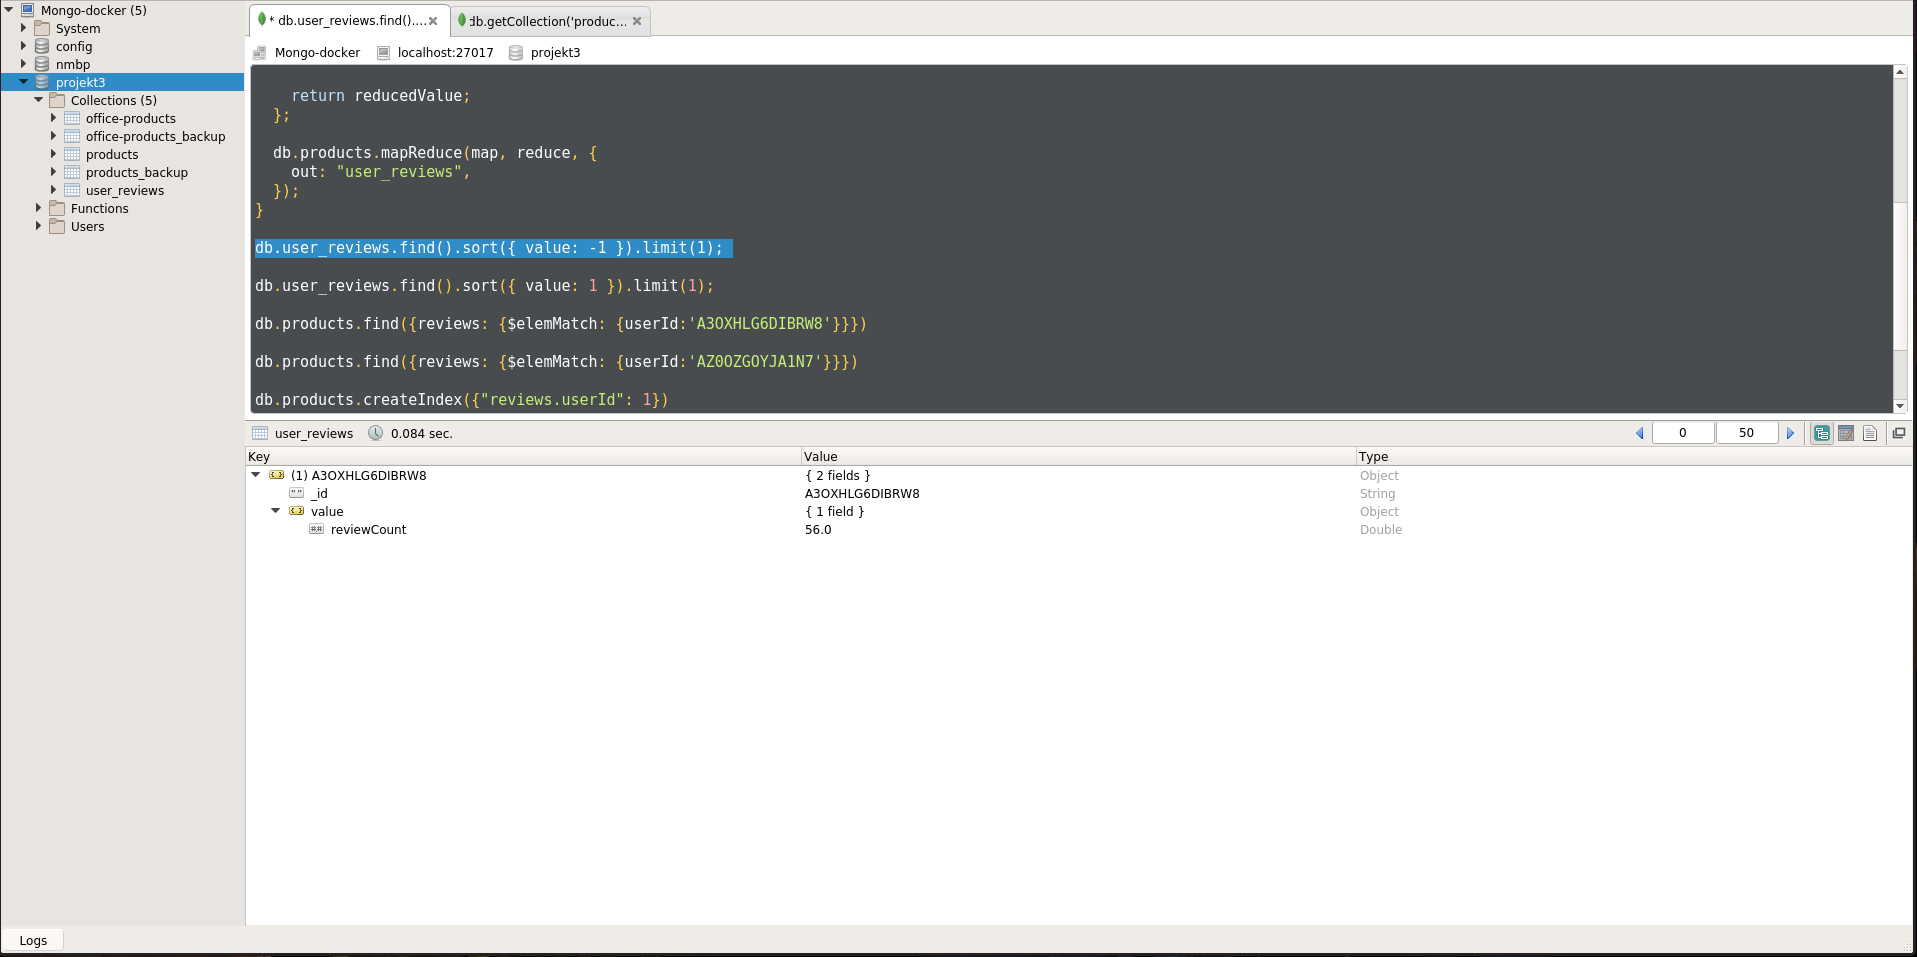 Mongo-docker (5)
System
config
nmbp
projekt3
Collections (5)
office-products
office-products_backup
products
products_backup
user_reviews
Functions
Users
* db.user_reviews.find()....
db.getCollection('produc...
Mongo-docker localhost:27017 projekt3
return reducedValue;
};
db.products.mapReduce(map, reduce, {
out: "user_reviews",
});
}
db.user_reviews.find().sort({ value: -1 }).limit(1);
db.user_reviews.find().sort({ value: 1 }).limit(1);
db.products.find({reviews: {$elemMatch: {userId:'A3OXHLG6DIBRW8'}}})
db.products.find({reviews: {$elemMatch: {userId:'AZ0OZGOYJA1N7'}}})
db.products.createIndex({"reviews.userId": 1})
user_reviews 0.084 sec. 0 50
Key Value Type
(1) A3OXHLG6DIBRW8 { 2 fields } Object
_id A3OXHLG6DIBRW8 String
value { 1 field } Object
reviewCount 56.0 Double
Logs